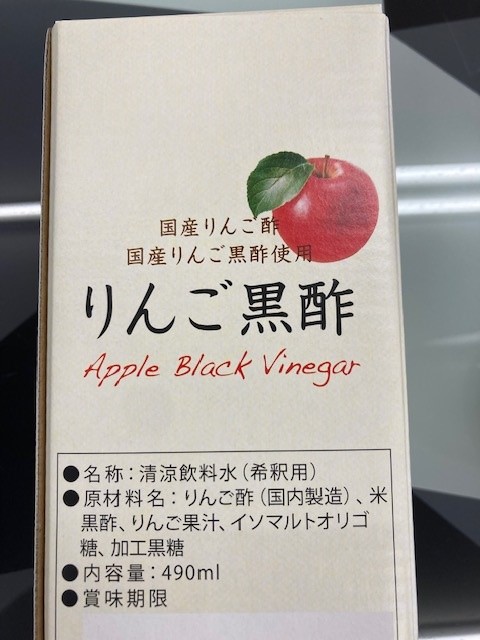 国産りんご酢
国産りんご黒酢使用
りんご黒酢
Apple Black Vinegar
●名称：清涼飲料水（希釈用）
●原材料名：りんご酢（国内製造）、米
黒酢、りんご果汁、イソマルトオリゴ
糖、加工黒糖
●内容量：490ml
●賞味期限